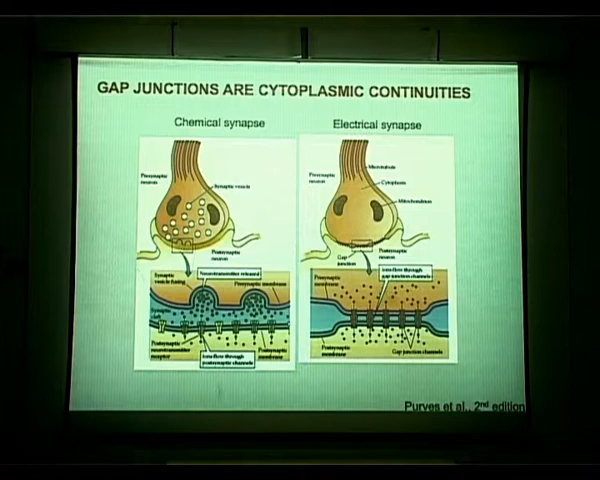 GAP JUNCTIONS ARE CYTOPLASMIC CONTINUITIES
Chemical synapse
Electrical synapse
Presynaptic
neuron
Synaptic vesicle
Postsynaptic
neuron
Synaptic
vesicle fusing
Neurotransmitter released
Presynaptic membrane
Postsynaptic
neurotransmitter
receptor
Ions flow through
postsynaptic channels
Postsynaptic
membrane
Presynaptic
neuron
Microtubule
Cytoplasm
Mitochondrion
Gap
junction
Postsynaptic
neuron
Presynaptic
membrane
Ions flow through
gap junction channels
Postsynaptic
membrane
Gap junction channels
Purves et al., 2nd edition